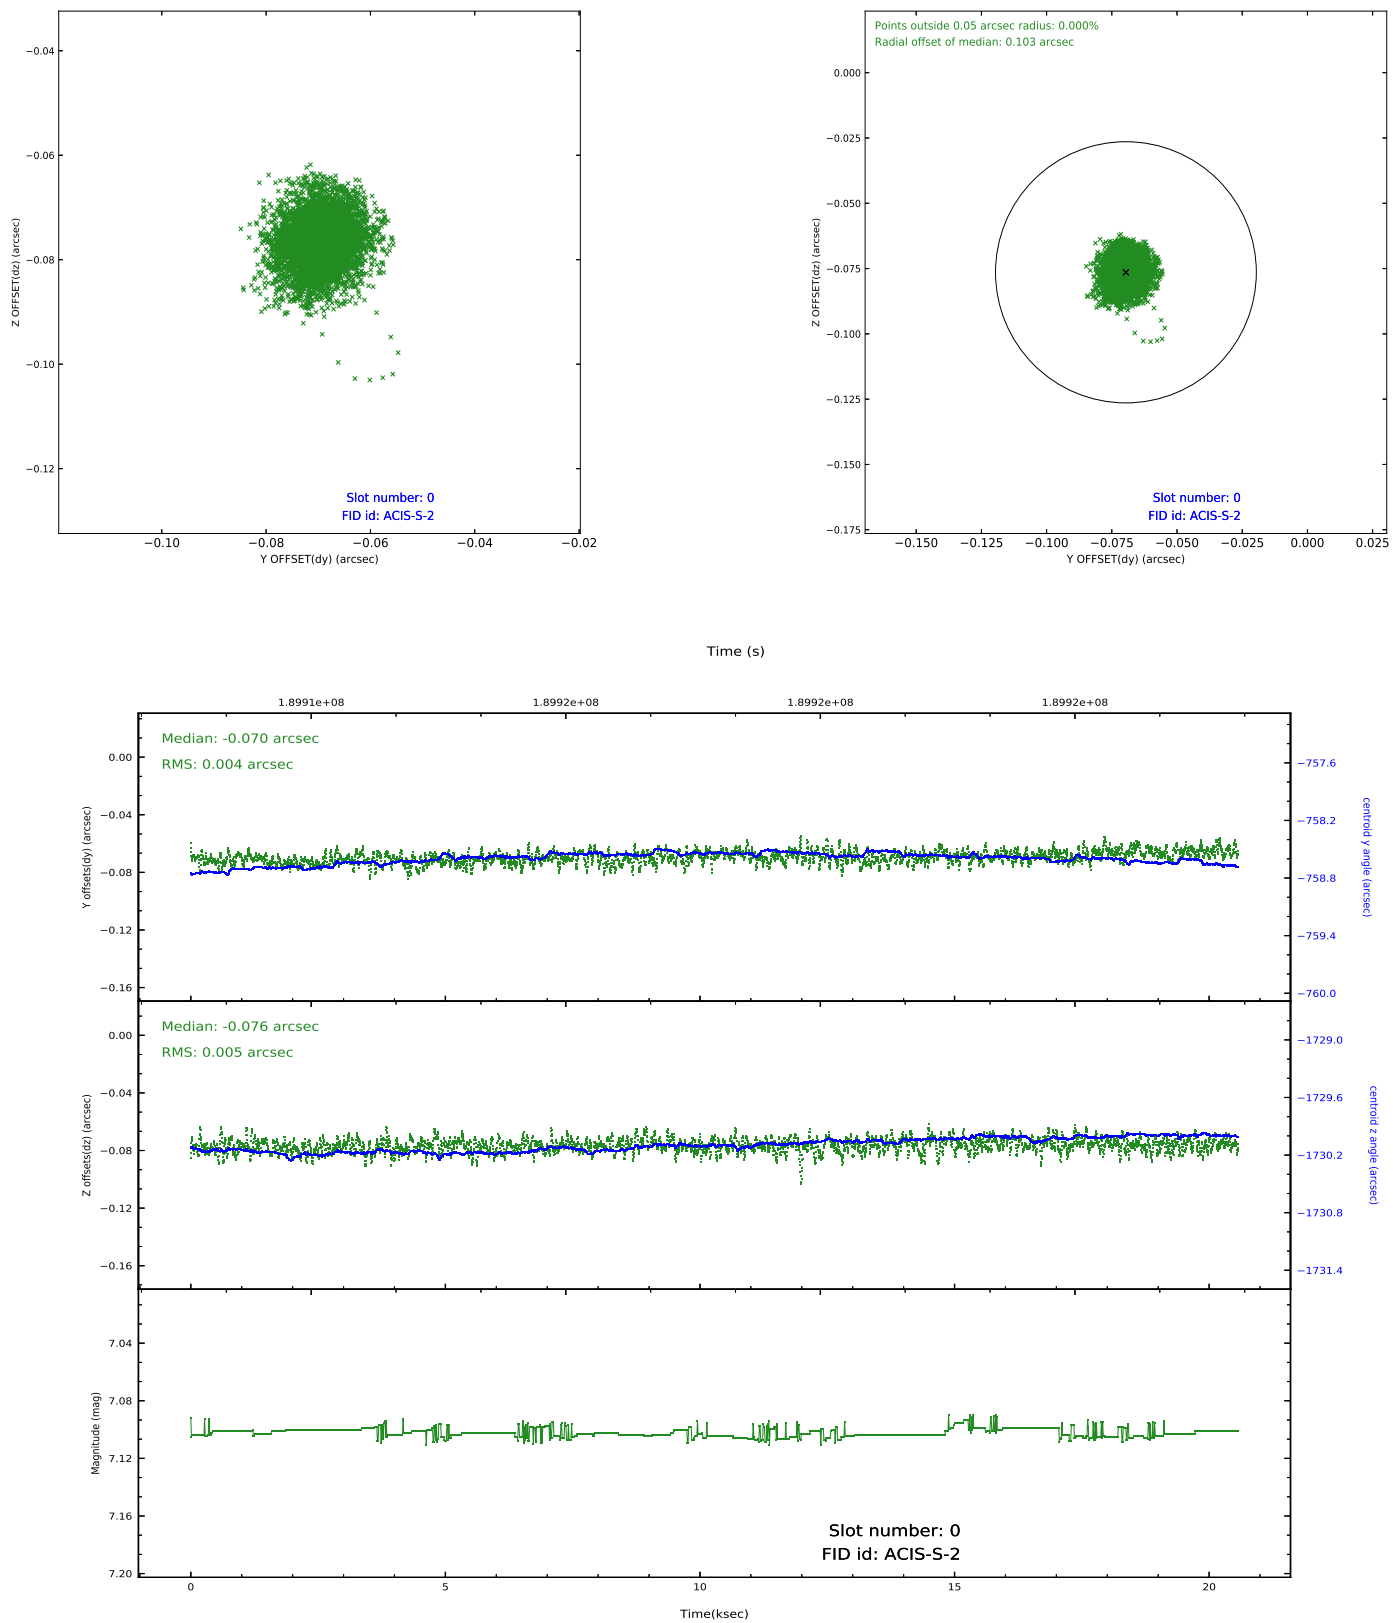 −0.04
−0.06
−0.08
−0.10
−0.12
Z OFFSET(dz) (arcsec)
Slot number: 0
FID id: ACIS-S-2
−0.10
−0.08
−0.06
−0.04
−0.02
Y OFFSET(dy) (arcsec)
Points outside 0.05 arcsec radius: 0.000%
Radial offset of median: 0.103 arcsec
0.000
−0.025
−0.050
−0.075
−0.100
−0.125
−0.150
−0.175
Z OFFSET(dz) (arcsec)
Slot number: 0
FID id: ACIS-S-2
−0.150
−0.125
−0.100
−0.075
−0.050
−0.025
0.000
0.025
Y OFFSET(dy) (arcsec)
Time (s)
1.8991e+08
1.8992e+08
1.8992e+08
1.8992e+08
Median: -0.070 arcsec
RMS: 0.004 arcsec
0.00
−0.04
−0.08
−0.12
−0.16
Y offsets(dy) (arcsec)
−757.6
−758.2
−758.8
−759.4
−760.0
centroid y angle (arcsec)
Median: -0.076 arcsec
RMS: 0.005 arcsec
0.00
−0.04
−0.08
−0.12
−0.16
Z offsets(dz) (arcsec)
−1729.0
−1729.6
−1730.2
−1730.8
−1731.4
centroid z angle (arcsec)
7.04
7.08
7.12
7.16
7.20
Magnitude (mag)
Slot number: 0
FID id: ACIS-S-2
0
5
10
15
20
Time(ksec)